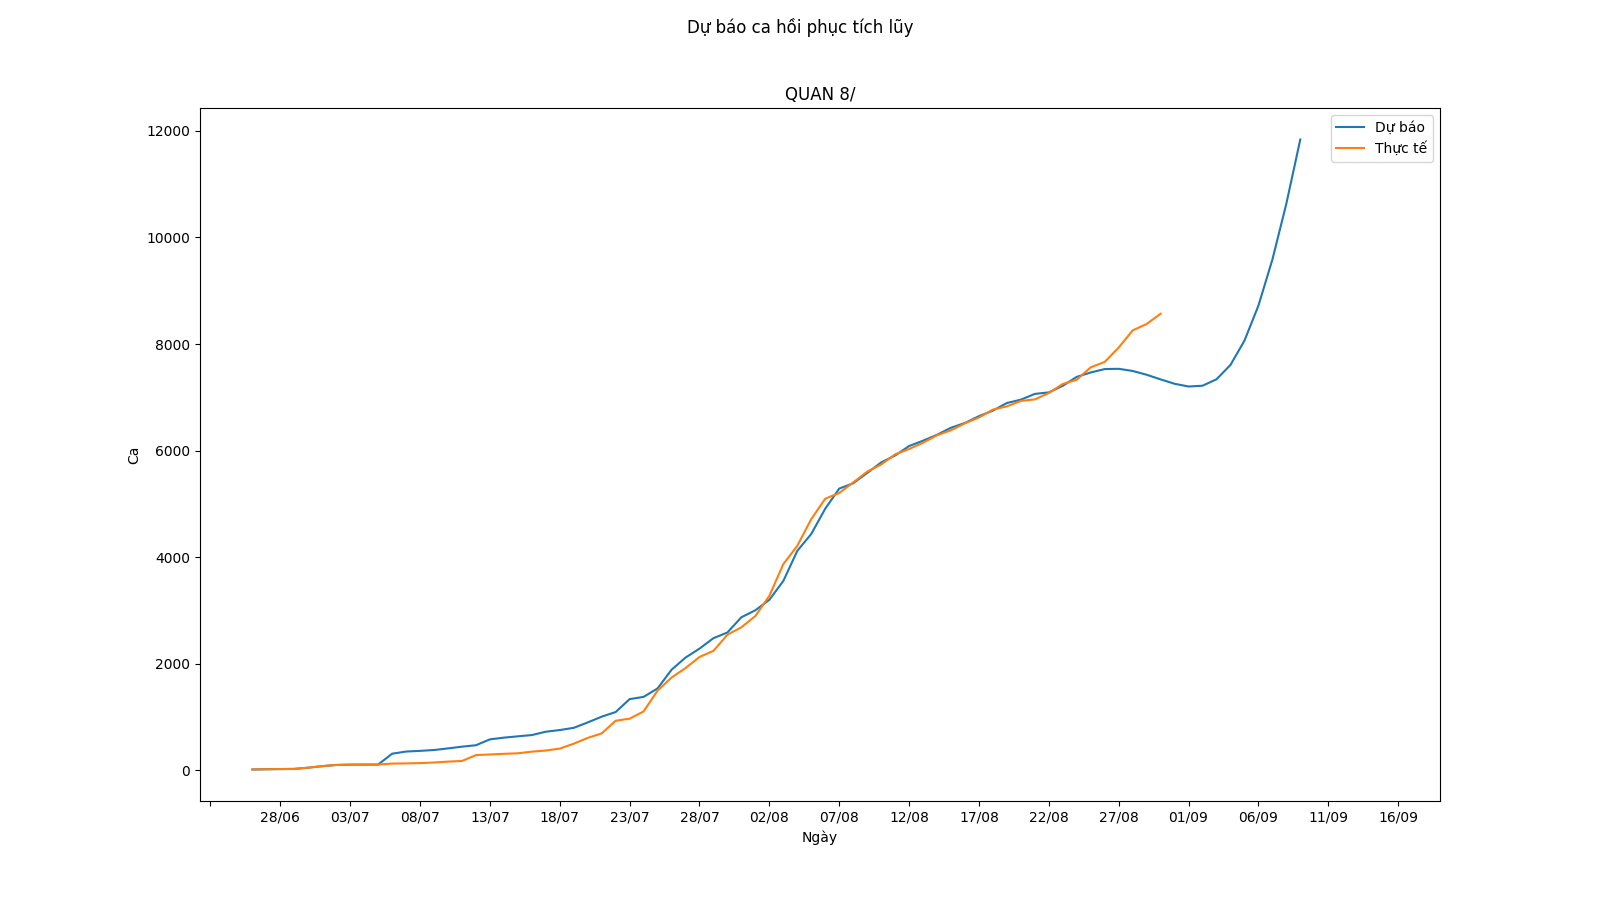 Dự báo ca hồi phục tích lũy
QUAN 8/
Dự báo
Thực tế
12000
10000
8000
6000
4000
2000
0
Ca
28/06 03/07 08/07 13/07 18/07 23/07 28/07 02/08 07/08 12/08 17/08 22/08 27/08 01/09 06/09 11/09 16/09
Ngày